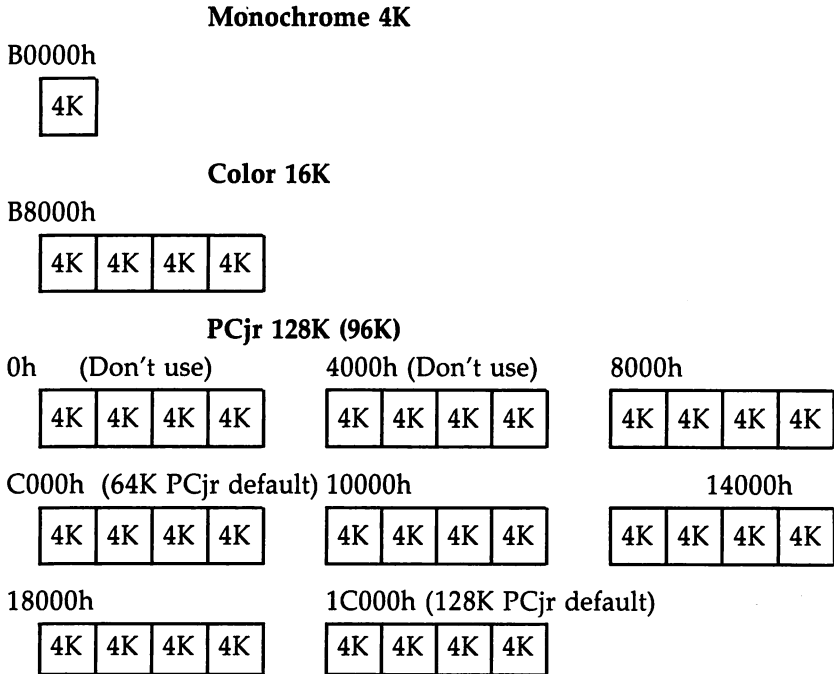 Monochrome 4K
B0000h
4K
Color 16K
B8000h
4K 4K 4K 4K
PCjr 128K (96K)
0h (Don't use) 4000h (Don't use) 8000h
4K 4K 4K 4K 4K 4K 4K 4K 4K 4K 4K 4K
C000h (64K PCjr default) 10000h 14000h
4K 4K 4K 4K 4K 4K 4K 4K 4K 4K 4K 4K
18000h 1C000h (128K PCjr default)
4K 4K 4K 4K 4K 4K 4K 4K